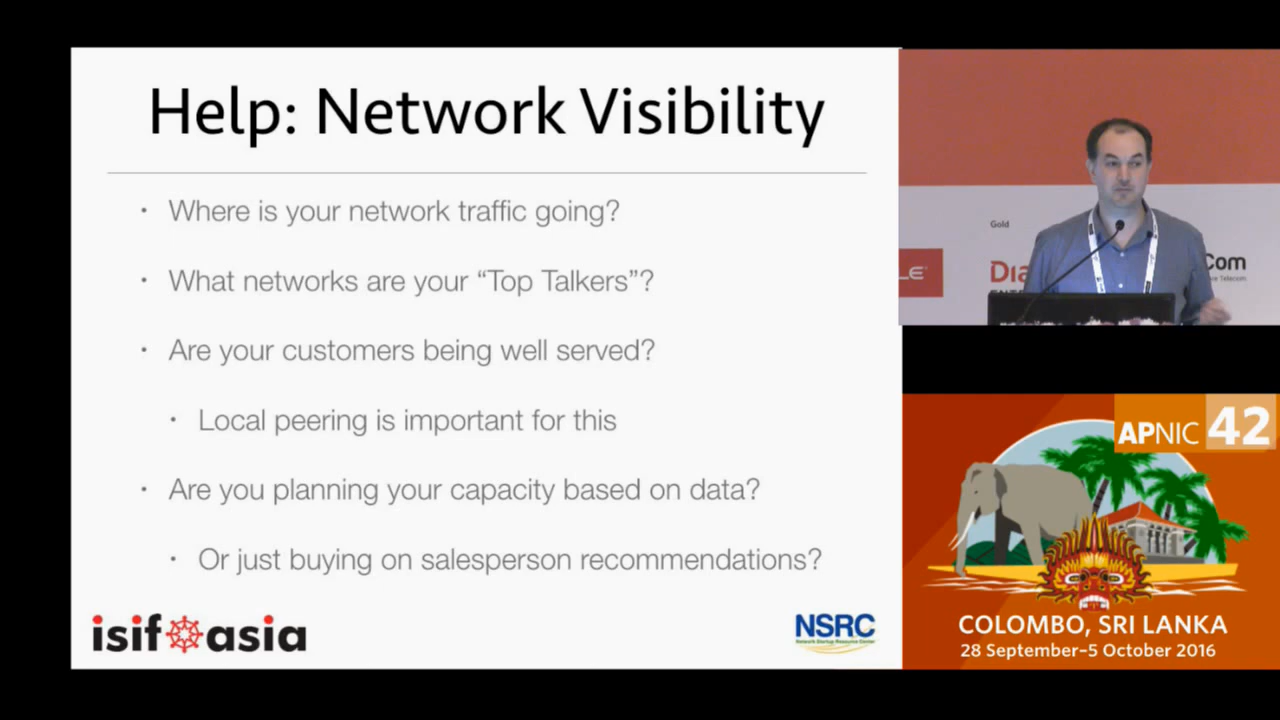 Help: Network Visibility
• Where is your network traffic going?
• What networks are your “Top Talkers”?
• Are your customers being well served?
• Local peering is important for this
• Are you planning your capacity based on data?
• Or just buying on salesperson recommendations?
isif asia
NSRC
Network Startup Resource Center
Gold
LE
Dia
Com
APNIC 42
COLOMBO, SRI LANKA
28 September–5 October 2016